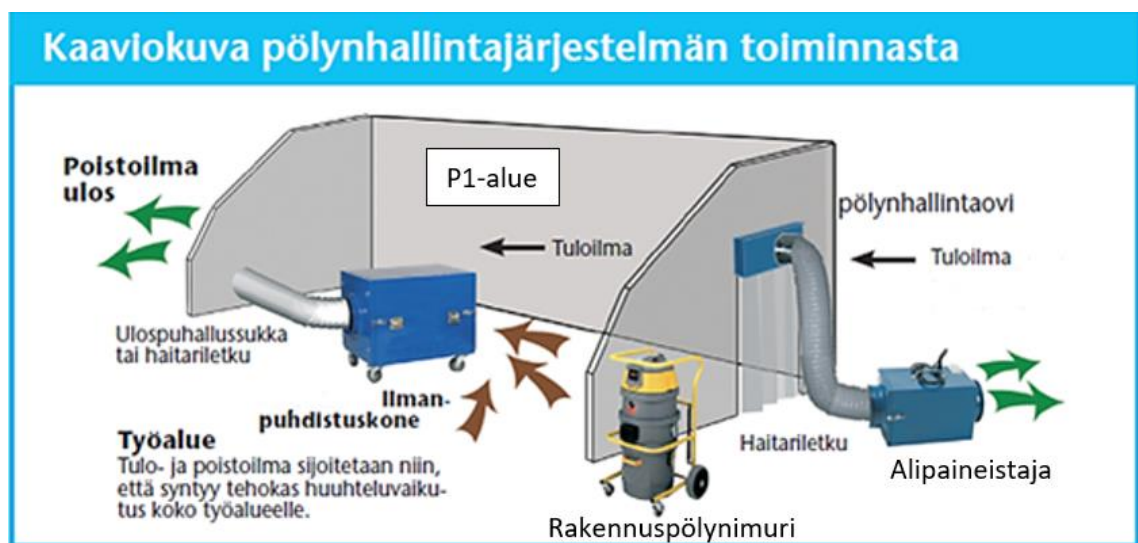 Kaaviokuva pölynhallintajärjestelmän toiminnasta
Poistoilma
ulos
P1-alue
pölynhallintaovi
Tuloilma
Tuloilma
Ulospuhallussukka
tai haitariletku
Ilman-
puhdistuskone
Työalue
Tulo- ja poistoilma sijoitetaan niin,
että syntyy tehokas huuhteluvaiku-
tus koko työalueelle.
Haitariletku
Alipaineistaja
Rakennuspölynimuri